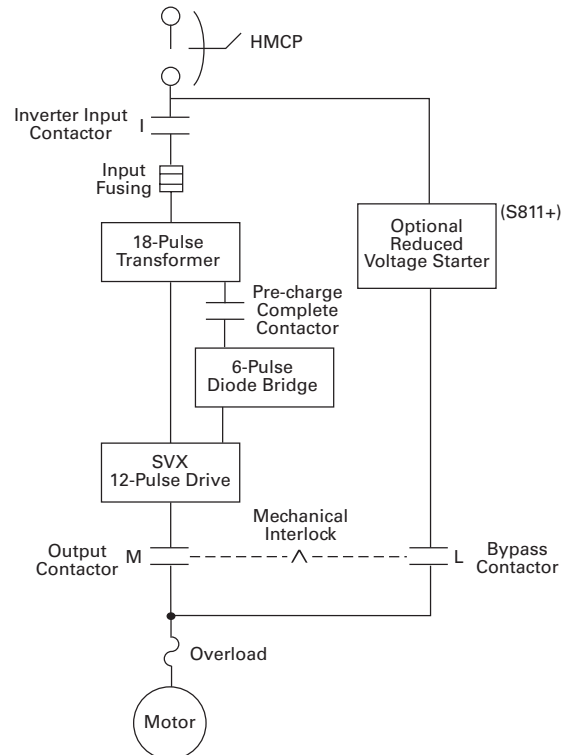 HMCP
Inverter Input
Contactor
I
Input
Fusing
(S811+)
Optional
Reduced
Voltage Starter
18-Pulse
Transformer
Pre-charge
Complete
Contactor
6-Pulse
Diode Bridge
SVX
12-Pulse Drive
Mechanical
Interlock
Output
Contactor
M
L
Bypass
Contactor
Overload
Motor